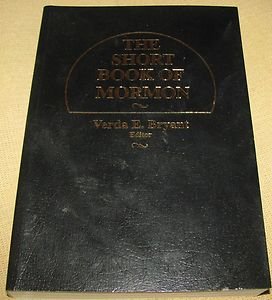 THE
SHORT
BOOK OF
MORMON
Verda E. Bryant
Editor